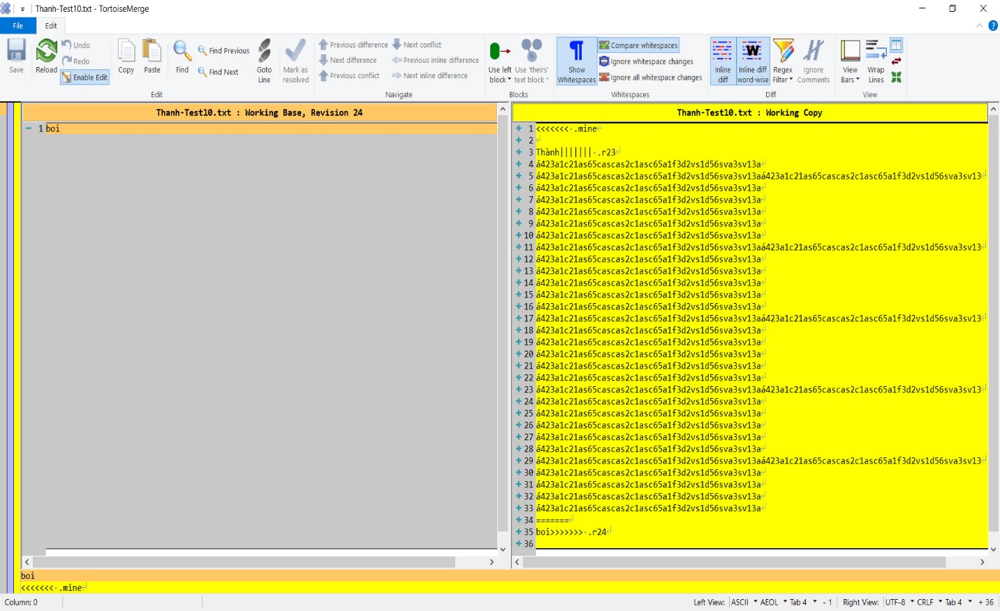 Thanh-Test10.txt - TortoiseMerge
File
Edit
Save
Reload
Undo
Redo
Enable Edit
Copy
Paste
Find
Find Previous
Find Next
Goto Line
Mark as resolved
Edit
Previous difference
Next difference
Previous conflict
Next conflict
Previous inline difference
Next inline difference
Navigate
Use left block
Use 'theirs' text block
Blocks
Show Whitespaces
Compare whitespaces
Ignore whitespace changes
Ignore all whitespace changes
Whitespaces
Inline diff
Inline diff word-wise
Regex Filter
Ignore Comments
Diff
View Bars
Wrap Lines
View
Thanh-Test10.txt : Working Base, Revision 24
1 boi
Thanh-Test10.txt : Working Copy
1 <<<<<<< .mine
2
3 Thành||||||| .r23
4 á423a1c21as65cascas2c1asc65a1f3d2vs1d56sva3sv13a
5 á423a1c21as65cascas2c1asc65a1f3d2vs1d56sva3sv13aá423a1c21as65cascas2c1asc65a1f3d2vs1d56sva3sv13
6 á423a1c21as65cascas2c1asc65a1f3d2vs1d56sva3sv13a
7 á423a1c21as65cascas2c1asc65a1f3d2vs1d56sva3sv13a
8 á423a1c21as65cascas2c1asc65a1f3d2vs1d56sva3sv13a
9 á423a1c21as65cascas2c1asc65a1f3d2vs1d56sva3sv13a
10 á423a1c21as65cascas2c1asc65a1f3d2vs1d56sva3sv13a
11 á423a1c21as65cascas2c1asc65a1f3d2vs1d56sva3sv13aá423a1c21as65cascas2c1asc65a1f3d2vs1d56sva3sv13
12 á423a1c21as65cascas2c1asc65a1f3d2vs1d56sva3sv13a
13 á423a1c21as65cascas2c1asc65a1f3d2vs1d56sva3sv13a
14 á423a1c21as65cascas2c1asc65a1f3d2vs1d56sva3sv13a
15 á423a1c21as65cascas2c1asc65a1f3d2vs1d56sva3sv13a
16 á423a1c21as65cascas2c1asc65a1f3d2vs1d56sva3sv13a
17 á423a1c21as65cascas2c1asc65a1f3d2vs1d56sva3sv13aá423a1c21as65cascas2c1asc65a1f3d2vs1d56sva3sv13
18 á423a1c21as65cascas2c1asc65a1f3d2vs1d56sva3sv13a
19 á423a1c21as65cascas2c1asc65a1f3d2vs1d56sva3sv13a
20 á423a1c21as65cascas2c1asc65a1f3d2vs1d56sva3sv13a
21 á423a1c21as65cascas2c1asc65a1f3d2vs1d56sva3sv13a
22 á423a1c21as65cascas2c1asc65a1f3d2vs1d56sva3sv13a
23 á423a1c21as65cascas2c1asc65a1f3d2vs1d56sva3sv13aá423a1c21as65cascas2c1asc65a1f3d2vs1d56sva3sv13
24 á423a1c21as65cascas2c1asc65a1f3d2vs1d56sva3sv13a
25 á423a1c21as65cascas2c1asc65a1f3d2vs1d56sva3sv13a
26 á423a1c21as65cascas2c1asc65a1f3d2vs1d56sva3sv13a
27 á423a1c21as65cascas2c1asc65a1f3d2vs1d56sva3sv13a
28 á423a1c21as65cascas2c1asc65a1f3d2vs1d56sva3sv13a
29 á423a1c21as65cascas2c1asc65a1f3d2vs1d56sva3sv13aá423a1c21as65cascas2c1asc65a1f3d2vs1d56sva3sv13
30 á423a1c21as65cascas2c1asc65a1f3d2vs1d56sva3sv13a
31 á423a1c21as65cascas2c1asc65a1f3d2vs1d56sva3sv13a
32 á423a1c21as65cascas2c1asc65a1f3d2vs1d56sva3sv13a
33 á423a1c21as65cascas2c1asc65a1f3d2vs1d56sva3sv13a
34 =======
35 boi>>>>>>> .r24
36
boi
<<<<<<< .mine
Column: 0
Left View: ASCII AEOL Tab 4 - 1 Right View: UTF-8 CRLF Tab 4 + 36